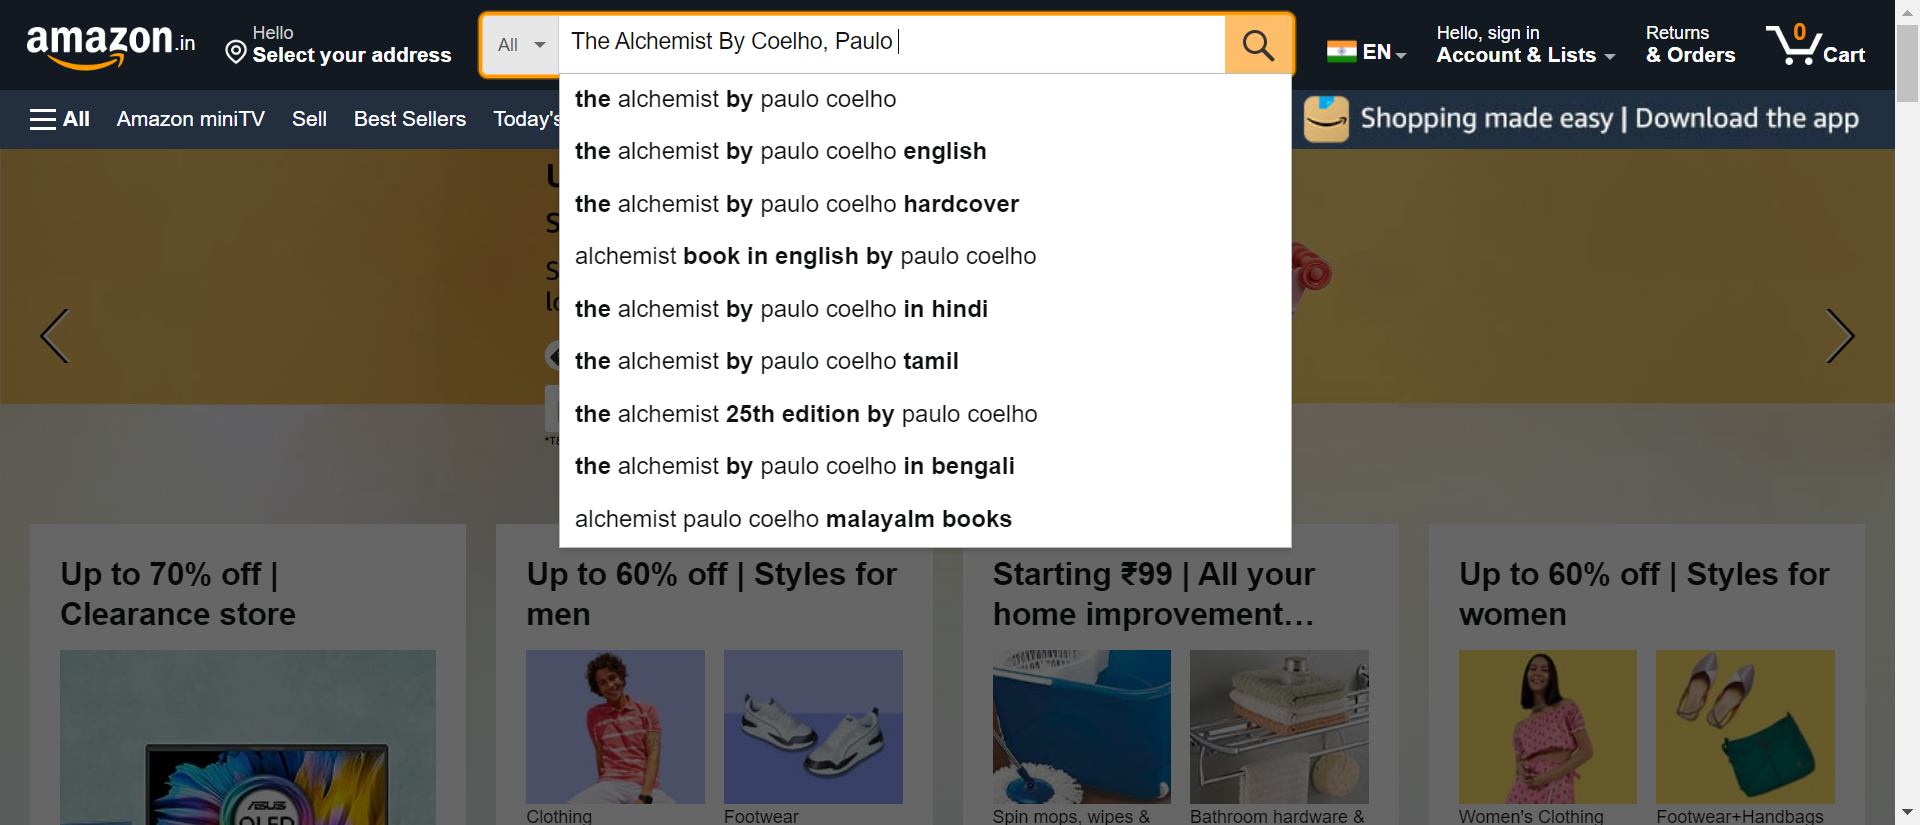 amazon.in
Hello
Select your address
All
The Alchemist By Coelho, Paulo
EN
Hello, sign in
Account & Lists
Returns
& Orders
0
Cart
All
Amazon miniTV
Sell
Best Sellers
Today's
Shopping made easy | Download the app
the alchemist by paulo coelho
the alchemist by paulo coelho english
the alchemist by paulo coelho hardcover
alchemist book in english by paulo coelho
the alchemist by paulo coelho in hindi
the alchemist by paulo coelho tamil
the alchemist 25th edition by paulo coelho
the alchemist by paulo coelho in bengali
alchemist paulo coelho malayalm books
Up to 70% off |
Clearance store
Up to 60% off | Styles for
men
Starting ₹99 | All your
home improvement…
Up to 60% off | Styles for
women
ASUS
OLED
Clothing
Footwear
Spin mops, wipes &
Bathroom hardware &
Women's Clothing
Footwear+Handbags